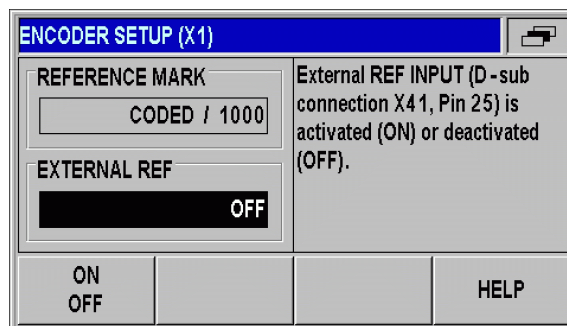 ENCODER SETUP (X1)
REFERENCE MARK
CODED / 1000
EXTERNAL REF
OFF
External REF INPUT (D-sub
connection X41, Pin 25) is
activated (ON) or deactivated
(OFF).
ON
OFF
HELP